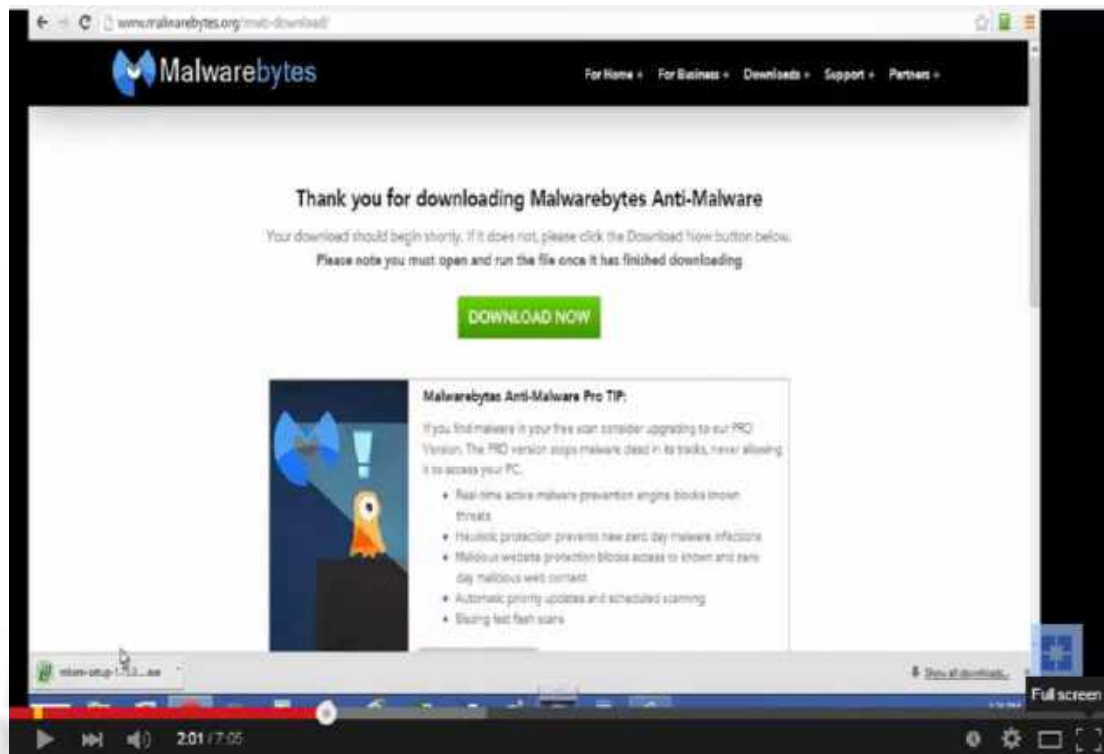 www.malwarebytes.org/mwb-download/
Malwarebytes
For Home + For Business + Downloads + Support + Partners +
Thank you for downloading Malwarebytes Anti-Malware
Your download should begin shortly. If it does not, please click the Download Now button below.
Please note you must open and run the file once it has finished downloading
DOWNLOAD NOW
Malwarebytes Anti-Malware Pro TIP:
If you find malware in your free scan consider upgrading to our PRO
Version. The PRO version stops malware dead in its tracks, never allowing
it to access your PC.
Real-time active malware prevention engine blocks known
threats
Heuristic protection prevents new zero day malware infections
Malicious website protection blocks access to known and zero
day malicious web content
Automatic priority updates and scheduled scanning
Blazing fast flash scans
Show all downloads...
Full screen
2:01 / 7:05